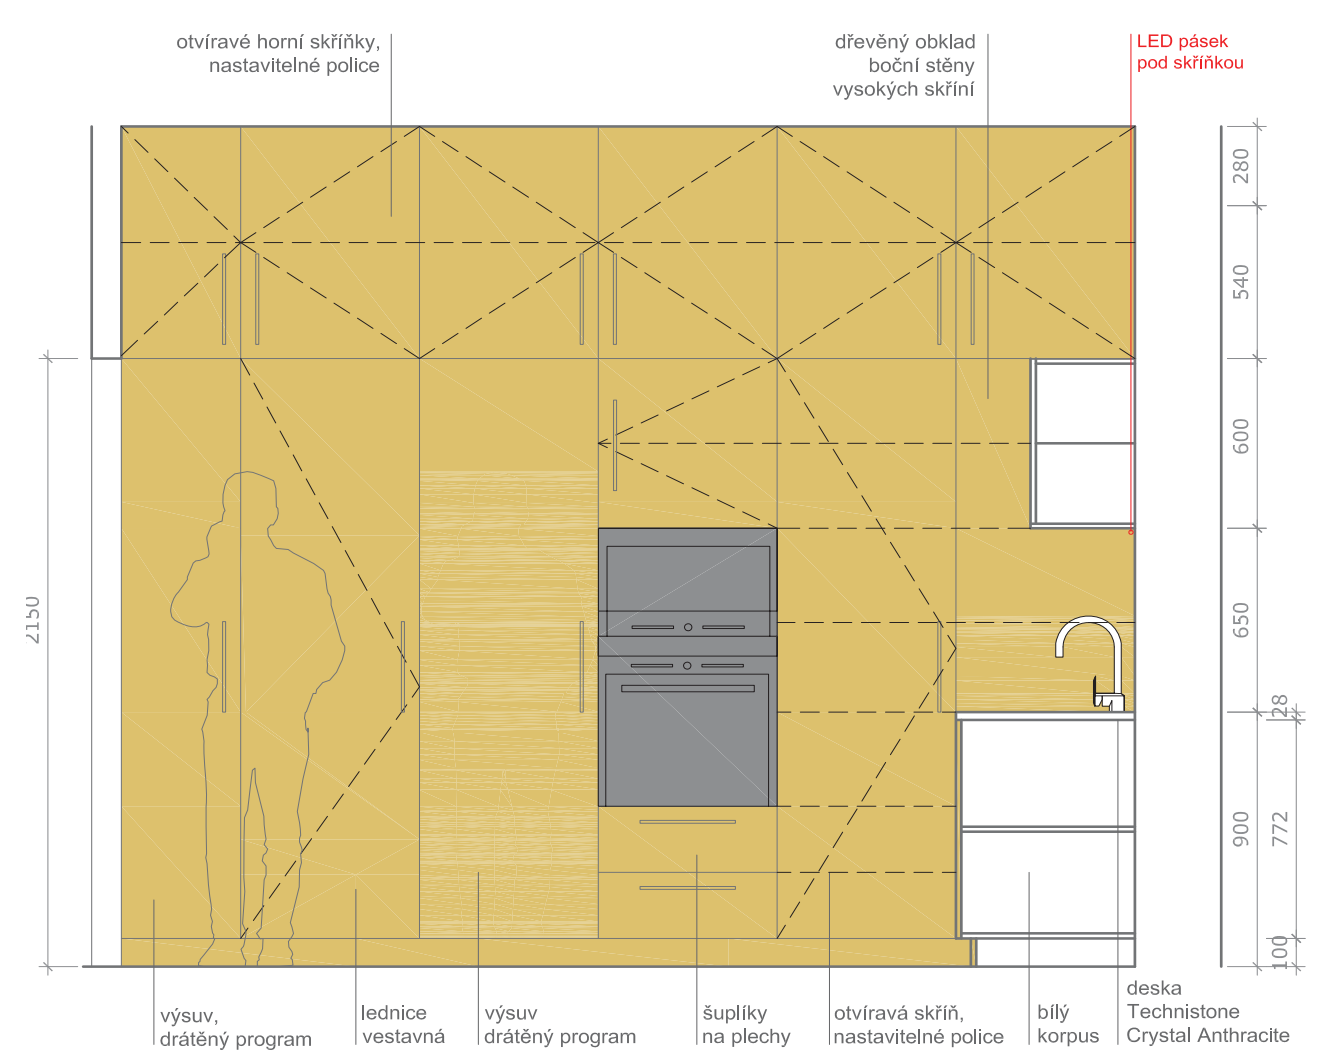 otvíravé horní skříňky,
nastavitelné police
dřevěný obklad
boční stěny
vysokých skříní
LED pásek
pod skříňkou
280
540
600
650
28
900
772
100
2150
výsuv,
drátěný program
lednice
vestavná
výsuv
drátěný program
šuplíky
na plechy
otvíravá skříň,
nastavitelné police
bílý
korpus
deska
Technistone
Crystal Anthracite